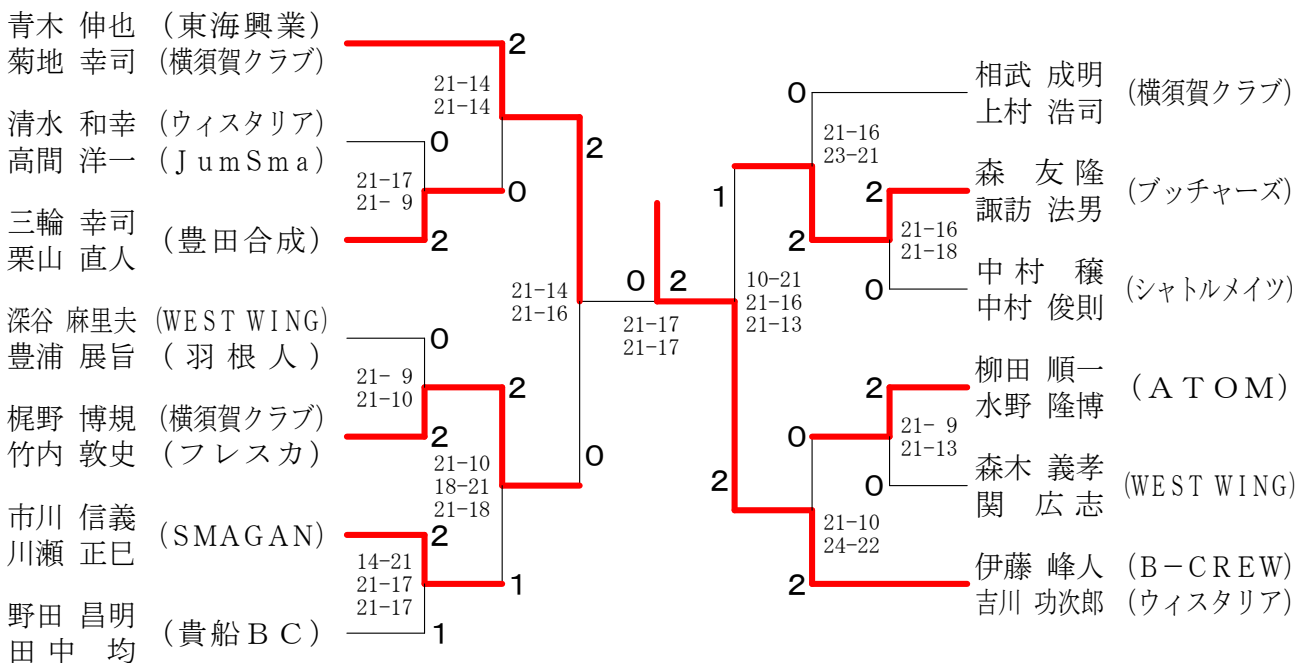 青木 伸也 (東海興業)
菊地 幸司 (横須賀クラブ)
2
21-14
21-14
清水 和幸 (ウィスタリア)
高間 洋一 (JumSma)
0
21-17
21- 9
0
三輪 幸司
栗山 直人
(豊田合成)
2
2
21-14
21-16
深谷 麻里夫 (WEST WING)
豊浦 展旨 (羽根人)
0
21- 9
21-10
2
梶野 博規 (横須賀クラブ)
竹内 敦史 (フレスカ)
2
21-10
18-21
21-18
0
市川 信義
川瀬 正巳
(SMAGAN)
2
14-21
21-17
21-17
1
野田 昌明
田中 均
(貴船BC)
1
0 2
21-17
21-17
相武 成明
上村 浩司
(横須賀クラブ)
0
21-16
23-21
1
森 友隆
諏訪 法男
(ブッチャーズ)
2
2
21-16
21-18
中村 穣
中村 俊則
(シャトルメイツ)
0
10-21
21-16
21-13
柳田 順一
水野 隆博
(ATOM)
2
0
21- 9
21-13
森木 義孝
関 広志
(WEST WING)
0
2
21-10
24-22
伊藤 峰人 (B-CREW)
吉川 功次郎 (ウィスタリア)
2